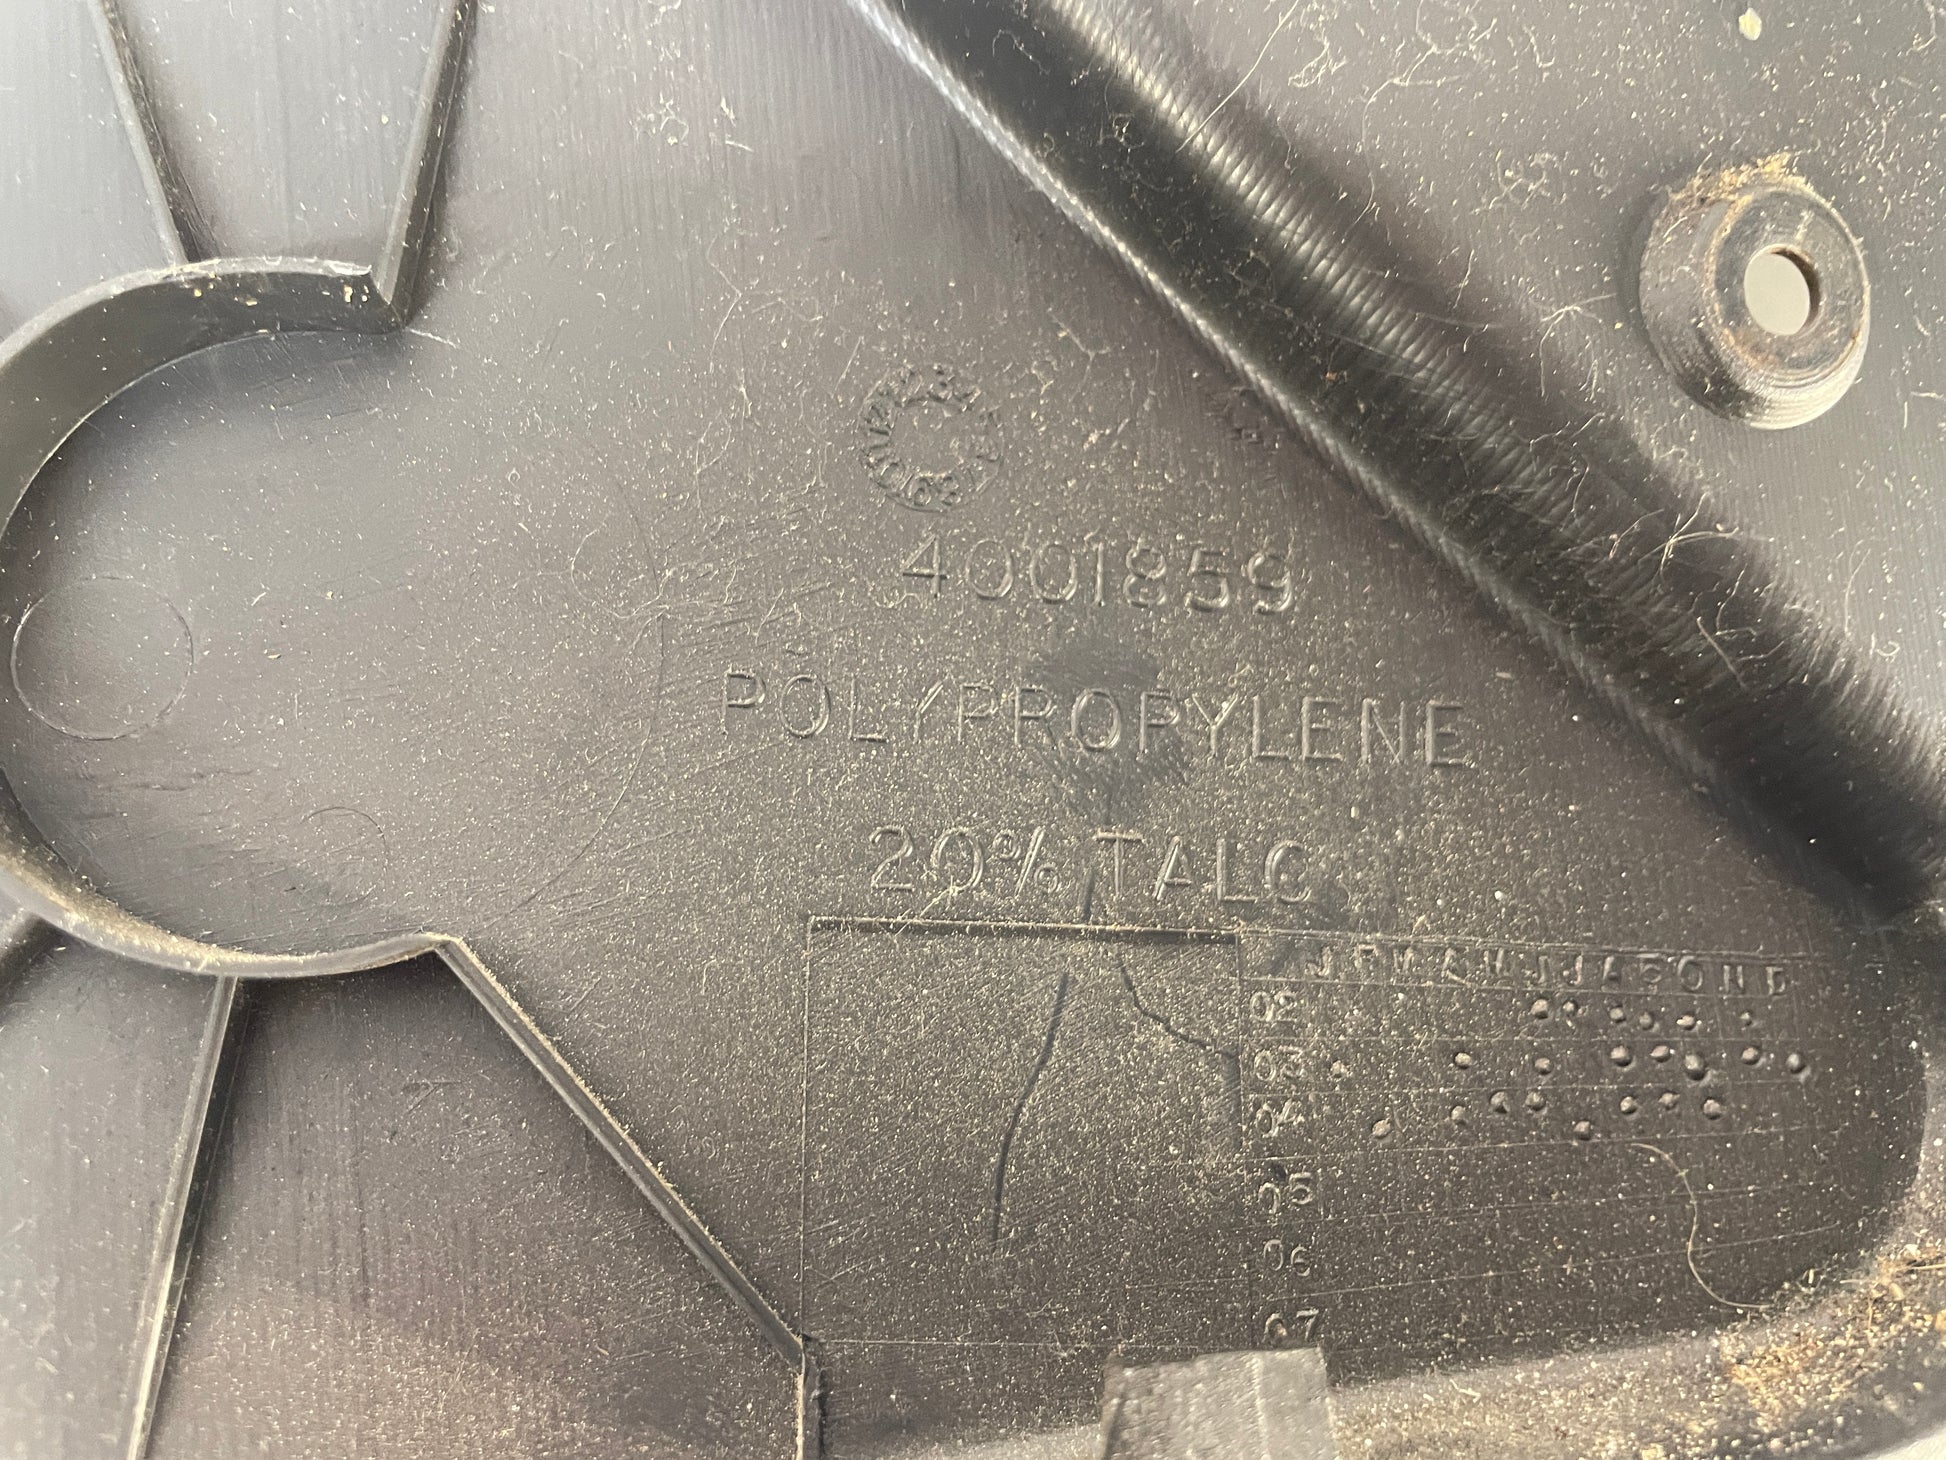 4001859
POLYPROPYLENE
20% TALC
J F M A M J J A S O N D
02
03
04
05
06
07